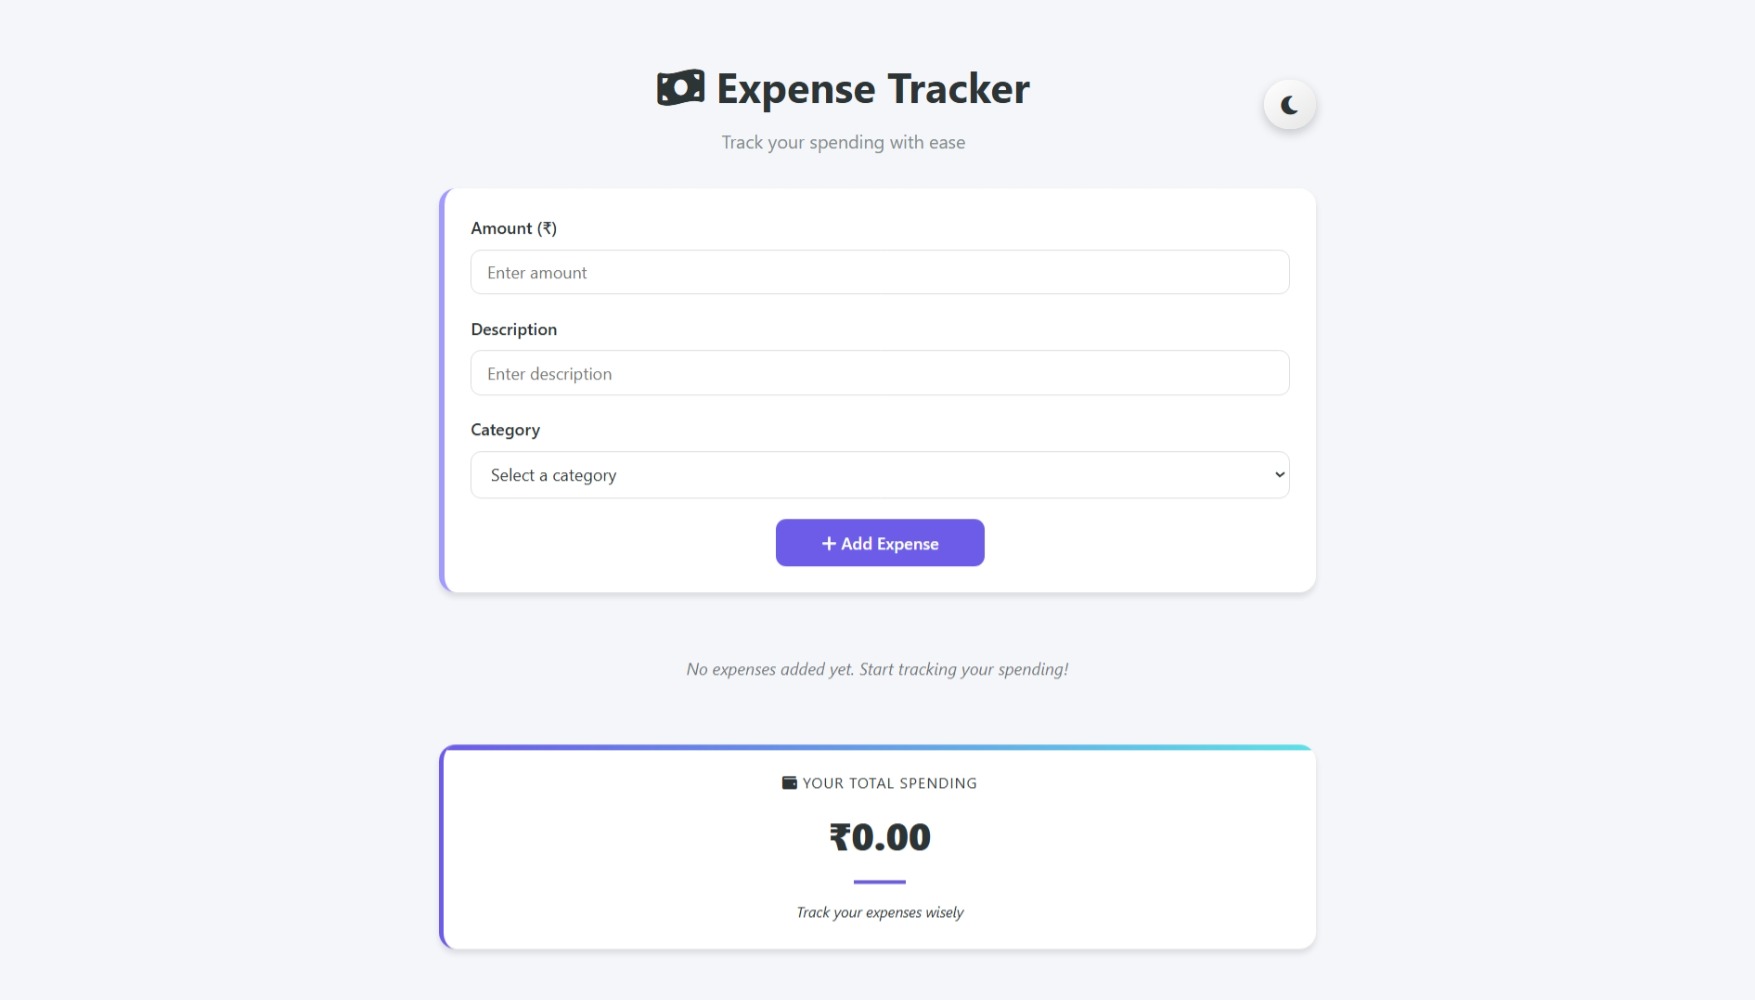 Expense Tracker
Track your spending with ease
Amount (₹)
Enter amount
Description
Enter description
Category
Select a category
+ Add Expense
No expenses added yet. Start tracking your spending!
YOUR TOTAL SPENDING
₹0.00
Track your expenses wisely